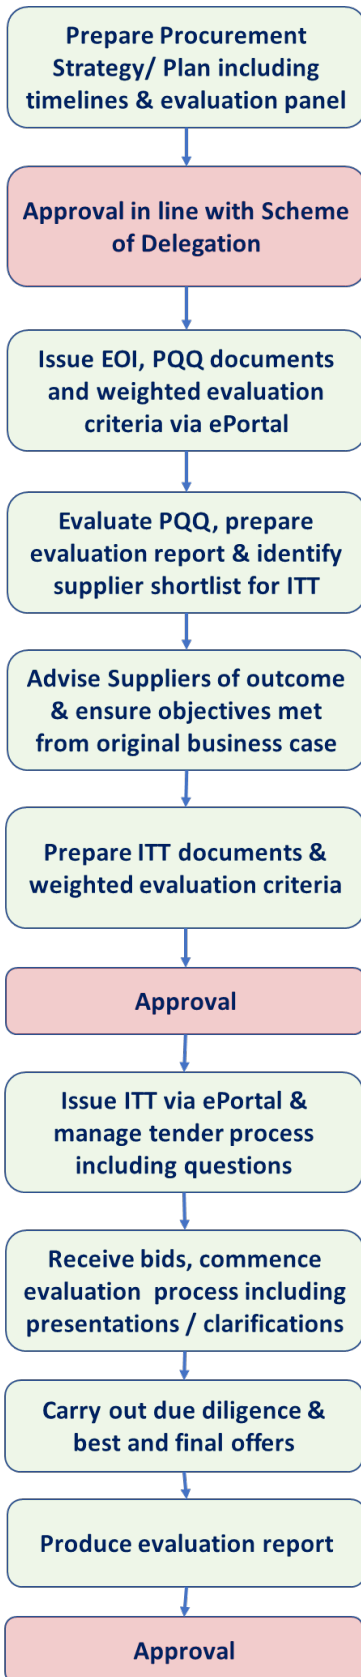 Prepare Procurement
Strategy/ Plan including
timelines & evaluation panel
Approval in line with Scheme
of Delegation
Issue EOI, PQQ documents
and weighted evaluation
criteria via ePortal
Evaluate PQQ, prepare
evaluation report & identify
supplier shortlist for ITT
Advise Suppliers of outcome
& ensure objectives met
from original business case
Prepare ITT documents &
weighted evaluation criteria
Approval
Issue ITT via ePortal &
manage tender process
including questions
Receive bids, commence
evaluation process including
presentations / clarifications
Carry out due diligence &
best and final offers
Produce evaluation report
Approval